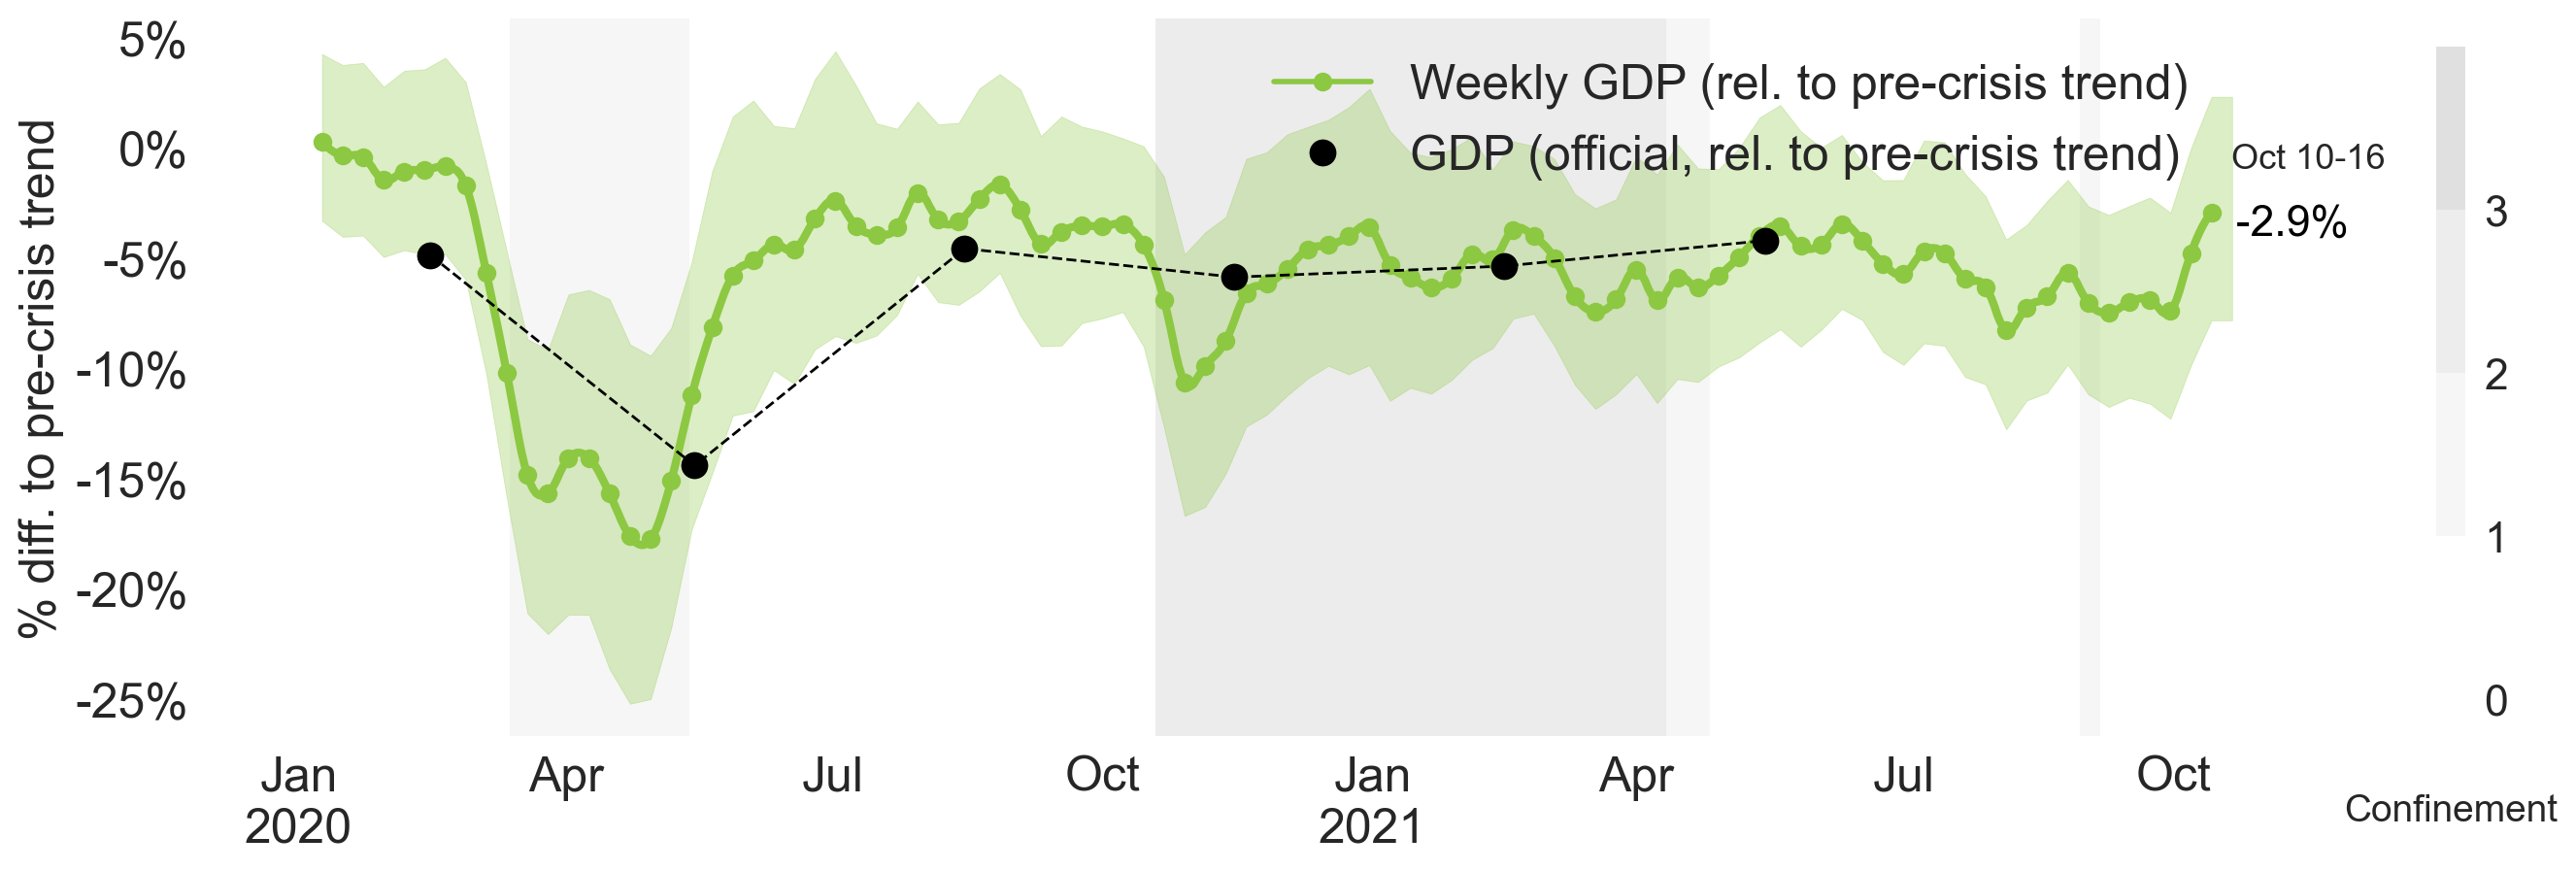 % diff. to pre-crisis trend
5%
0%
-5%
-10%
-15%
-20%
-25%
Weekly GDP (rel. to pre-crisis trend)
GDP (official, rel. to pre-crisis trend)
Oct 10-16
-2.9%
3
2
1
0
Confinement
Jan Apr Jul Oct Jan Apr Jul Oct
2020 2021